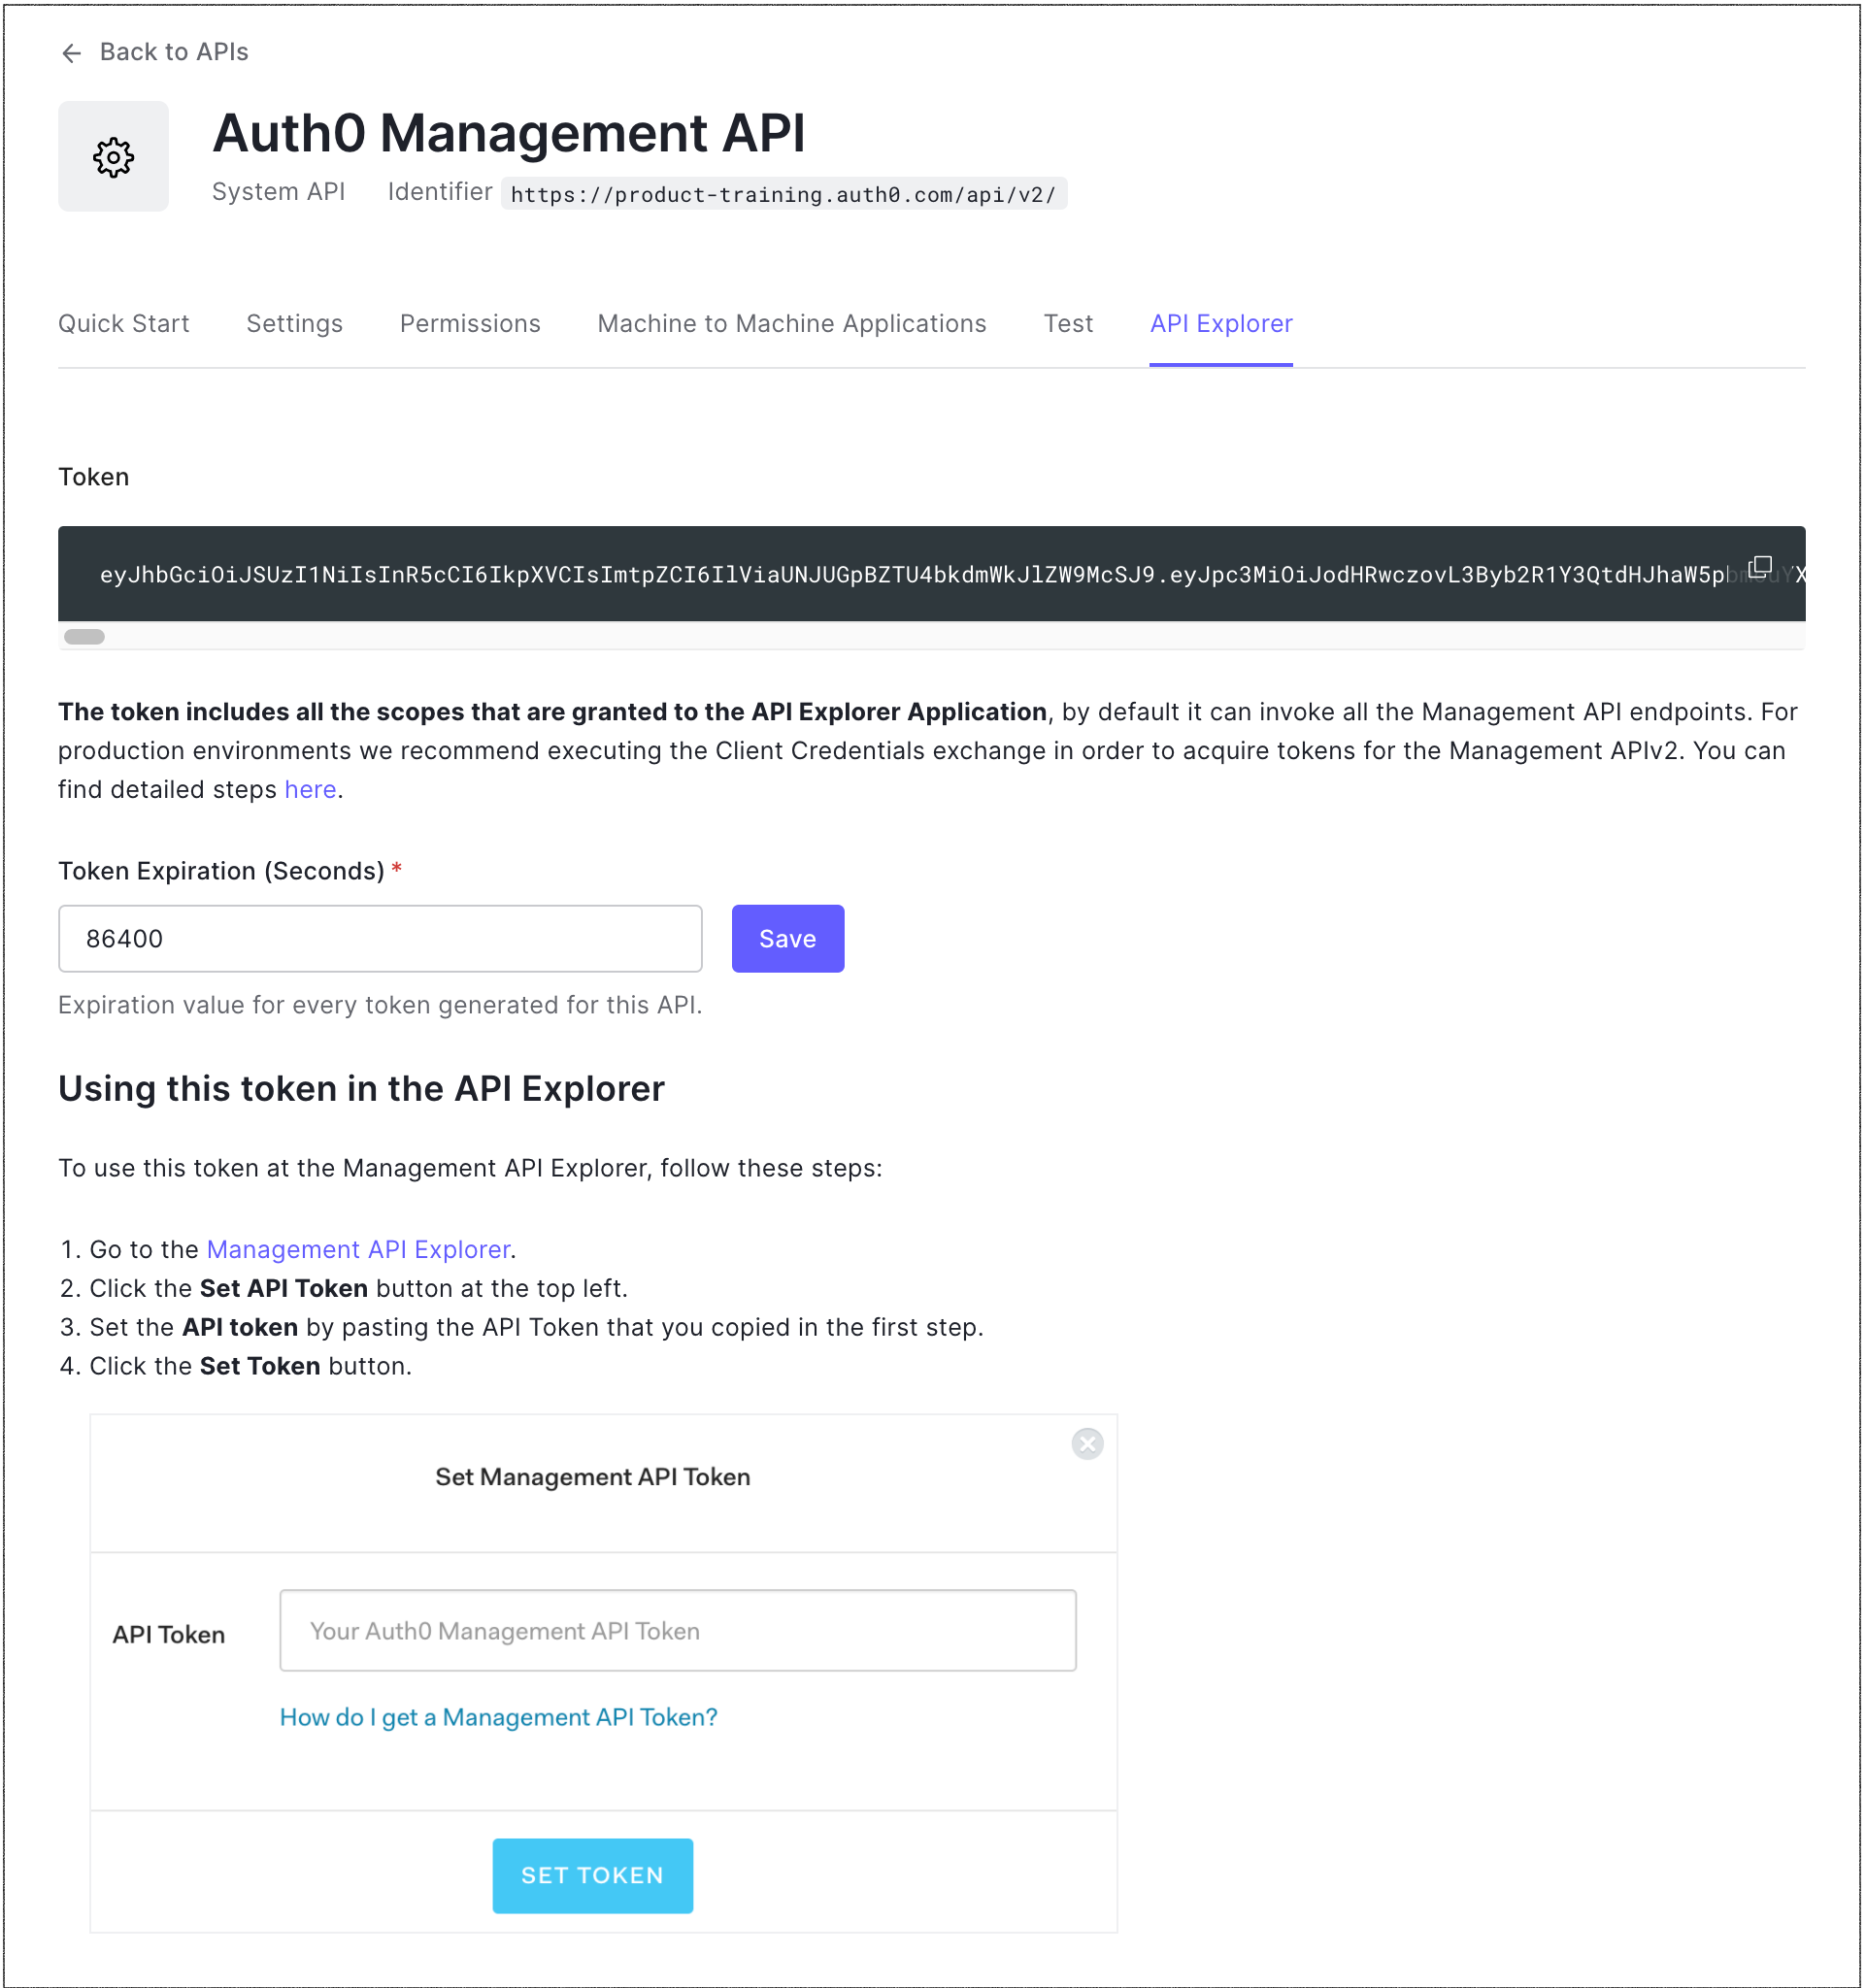 Back to APIs
Auth0 Management API
System API Identifier https://product-training.auth0.com/api/v2/
Quick Start Settings Permissions Machine to Machine Applications Test API Explorer
Token
eyJhbGciOiJSUzI1NiIsInR5cCI6IkpXVCIsImtpZCI6IlViaUNJUGpBZTU4bkdmWkJlZW9McSJ9.eyJpc3MiOiJodHRwczovL3Byb2R1Y3QtdHJhaW5pbm
The token includes all the scopes that are granted to the API Explorer Application, by default it can invoke all the Management API endpoints. For
production environments we recommend executing the Client Credentials exchange in order to acquire tokens for the Management APIv2. You can
find detailed steps here.
Token Expiration (Seconds) *
86400
Save
Expiration value for every token generated for this API.
Using this token in the API Explorer
To use this token at the Management API Explorer, follow these steps:
1. Go to the Management API Explorer.
2. Click the Set API Token button at the top left.
3. Set the API token by pasting the API Token that you copied in the first step.
4. Click the Set Token button.
Set Management API Token
API Token
Your Auth0 Management API Token
How do I get a Management API Token?
SET TOKEN